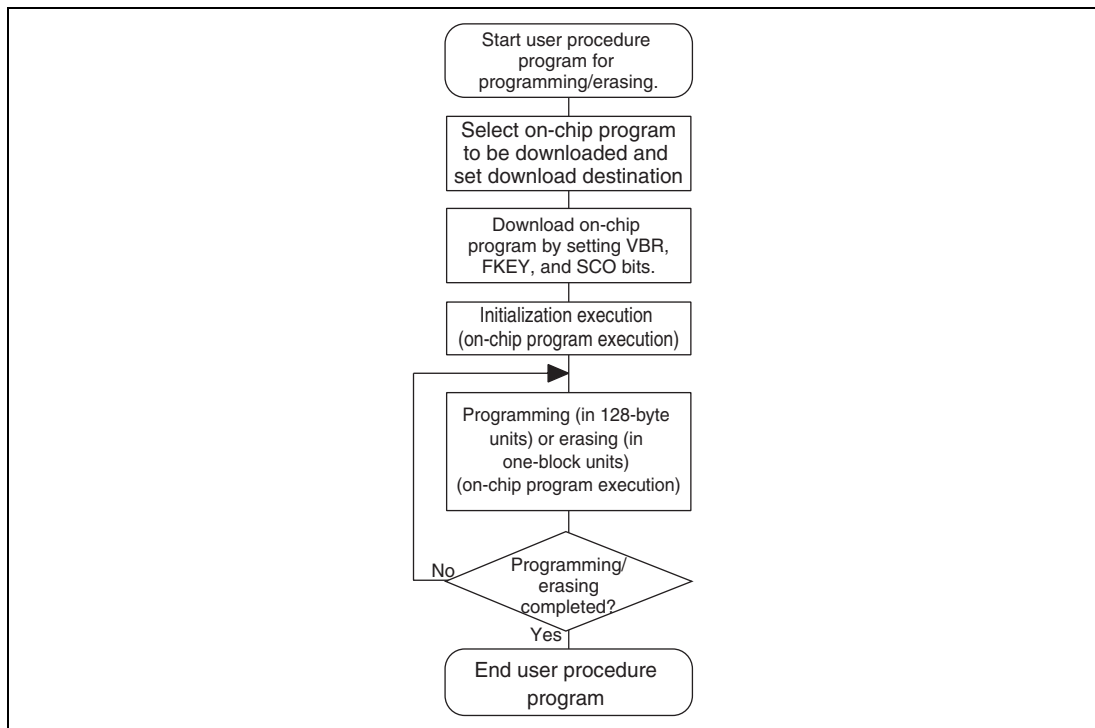 Start user procedure
program for
programming/erasing.
Select on-chip program
to be downloaded and
set download destination
Download on-chip
program by setting VBR,
FKEY, and SCO bits.
Initialization execution
(on-chip program execution)
Programming (in 128-byte
units) or erasing (in
one-block units)
(on-chip program execution)
No
Programming/
erasing
completed?
Yes
End user procedure
program